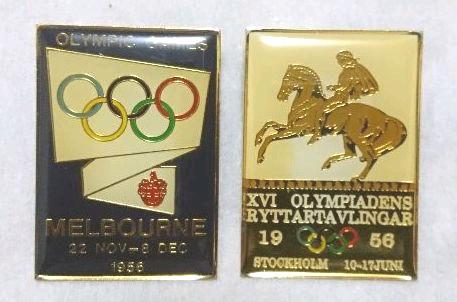 OLYMPIC GAMES
MELBOURNE
22 NOV-8 DEC
1956
XVI OLYMPIADENS
RYTTARTAVLINGAR
19 56
STOCKHOLM 10-17 JUNI